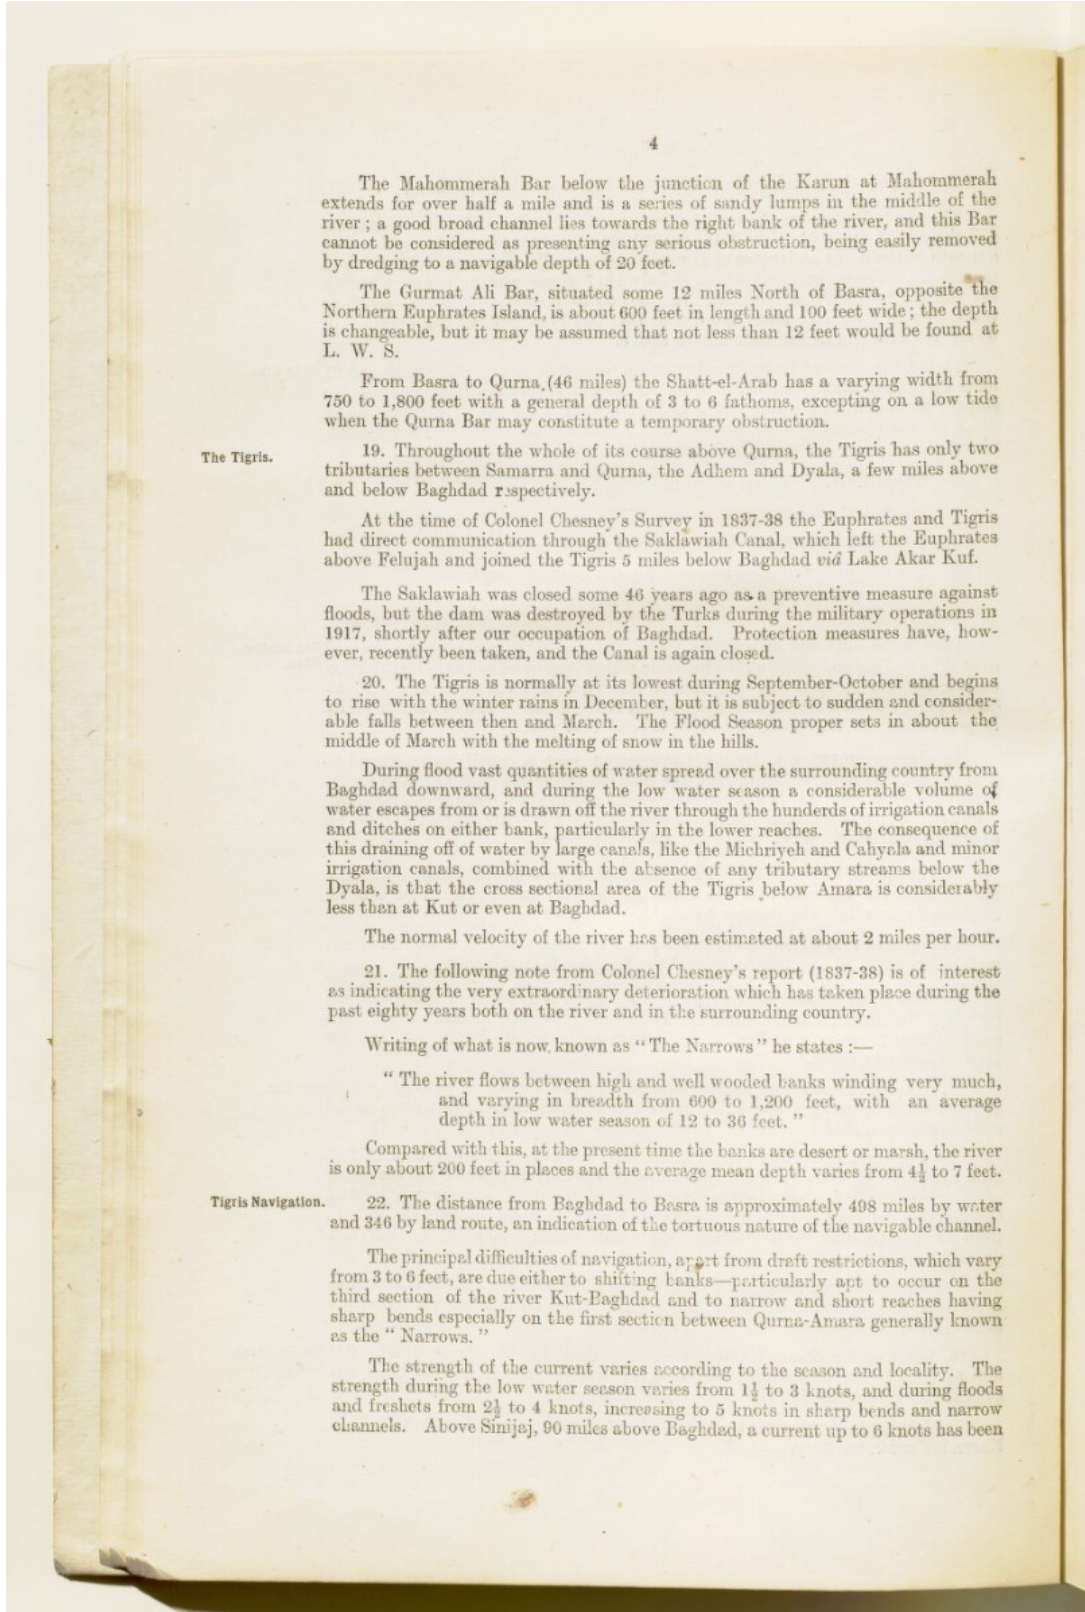 4
The Mahommerah Bar below the junction of the Karun at Mahommerah
extends for over half a mile and is a series of sandy lumps in the middle of the
river ; a good broad channel lies towards the right bank of the river, and this Bar
cannot be considered as presenting any serious obstruction, being easily removed
by dredging to a navigable depth of 20 feet.
The Gurmat Ali Bar, situated some 12 miles North of Basra, opposite the
Northern Euphrates Island, is about 600 feet in length and 100 feet wide ; the depth
is changeable, but it may be assumed that not less than 12 feet would be found at
L. W. S.
From Basra to Qurna (46 miles) the Shatt-el-Arab has a varying width from
750 to 1,800 feet with a general depth of 3 to 6 fathoms, excepting on a low tide
when the Qurna Bar may constitute a temporary obstruction.
The Tigris.
19. Throughout the whole of its course above Qurna, the Tigris has only two
tributaries between Samarra and Qurna, the Adhem and Dyala, a few miles above
and below Baghdad respectively.
At the time of Colonel Chesney's Survey in 1837-38 the Euphrates and Tigris
had direct communication through the Saklawiah Canal, which left the Euphrates
above Felujah and joined the Tigris 5 miles below Baghdad viâ Lake Akar Kuf.
The Saklawiah was closed some 46 years ago as a preventive measure against
floods, but the dam was destroyed by the Turks during the military operations in
1917, shortly after our occupation of Baghdad. Protection measures have, how-
ever, recently been taken, and the Canal is again closed.
20. The Tigris is normally at its lowest during September-October and begins
to rise with the winter rains in December, but it is subject to sudden and consider-
able falls between then and March. The Flood Season proper sets in about the
middle of March with the melting of snow in the hills.
During flood vast quantities of water spread over the surrounding country from
Baghdad downward, and during the low water season a considerable volume of
water escapes from or is drawn off the river through the hunderds of irrigation canals
and ditches on either bank, particularly in the lower reaches. The consequence of
this draining off of water by large canals, like the Michriyeh and Cahyala and minor
irrigation canals, combined with the absence of any tributary streams below the
Dyala, is that the cross sectional area of the Tigris below Amara is considerably
less than at Kut or even at Baghdad.
The normal velocity of the river has been estimated at about 2 miles per hour.
21. The following note from Colonel Chesney's report (1837-38) is of interest
as indicating the very extraordinary deterioration which has taken place during the
past eighty years both on the river and in the surrounding country.
Writing of what is now known as "The Narrows" he states :—
" The river flows between high and well wooded banks winding very much,
and varying in breadth from 600 to 1,200 feet, with an average
depth in low water season of 12 to 36 feet. "
Compared with this, at the present time the banks are desert or marsh, the river
is only about 200 feet in places and the average mean depth varies from 4½ to 7 feet.
Tigris Navigation.
22. The distance from Baghdad to Basra is approximately 498 miles by water
and 346 by land route, an indication of the tortuous nature of the navigable channel.
The principal difficulties of navigation, apart from draft restrictions, which vary
from 3 to 6 feet, are due either to shifting banks—particularly apt to occur on the
third section of the river Kut-Baghdad and to narrow and short reaches having
sharp bends especially on the first section between Qurna-Amara generally known
as the " Narrows. "
The strength of the current varies according to the season and locality. The
strength during the low water season varies from 1½ to 3 knots, and during floods
and freshets from 2½ to 4 knots, increasing to 5 knots in sharp bends and narrow
channels. Above Sinijaj, 90 miles above Baghdad, a current up to 6 knots has been